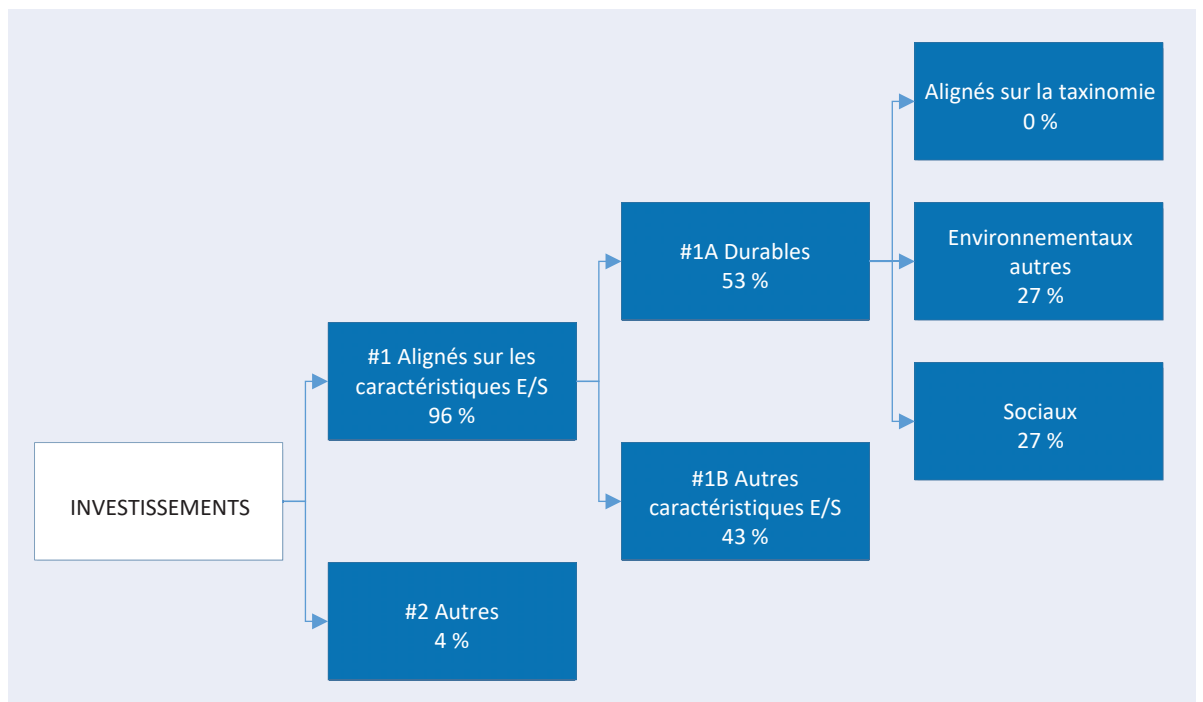 Alignés sur la taxinomie
0 %
#1A Durables
53 %
Environnementaux
autres
27 %
#1 Alignés sur les
caractéristiques E/S
96 %
Sociaux
27 %
INVESTISSEMENTS
#1B Autres
caractéristiques E/S
43 %
#2 Autres
4 %